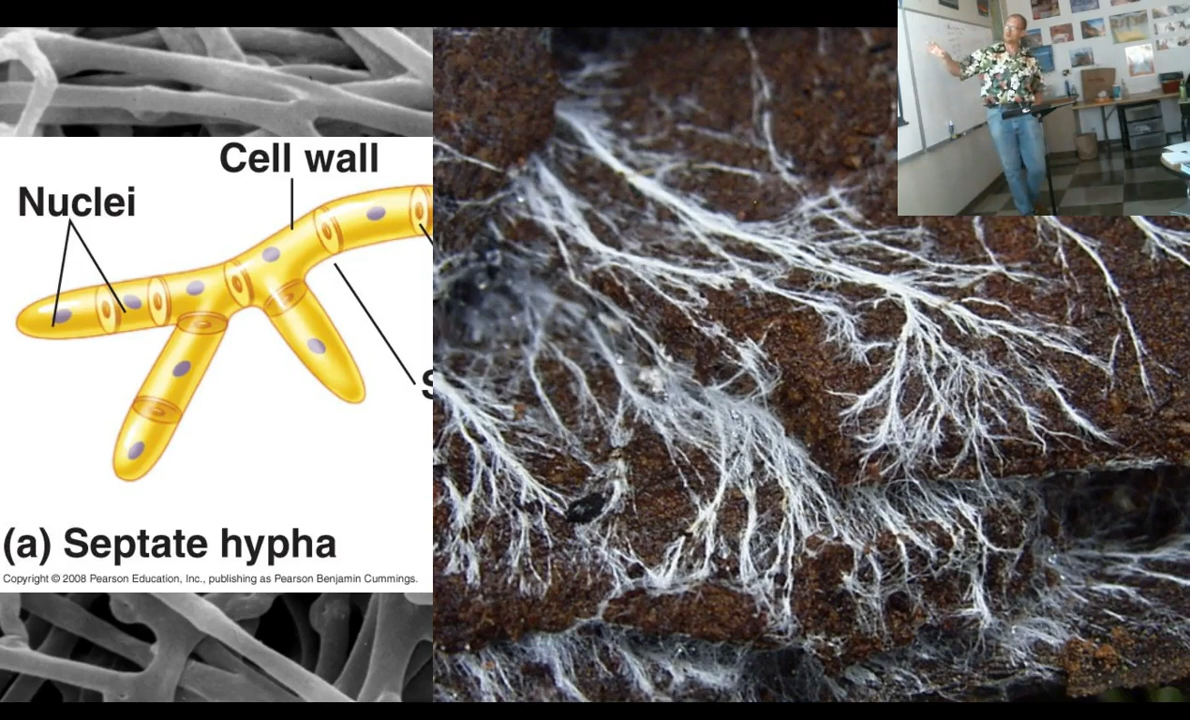 Cell wall
Nuclei
S
(a) Septate hypha
Copyright © 2008 Pearson Education, Inc., publishing as Pearson Benjamin Cummings.